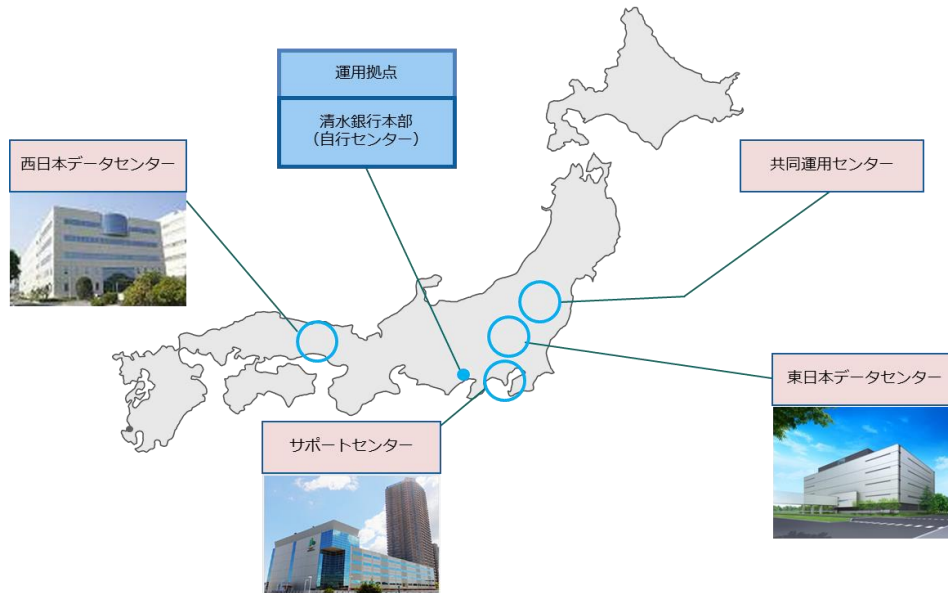 運用拠点
清水銀行本部
（自行センター）
西日本データセンター
共同運用センター
東日本データセンター
サポートセンター